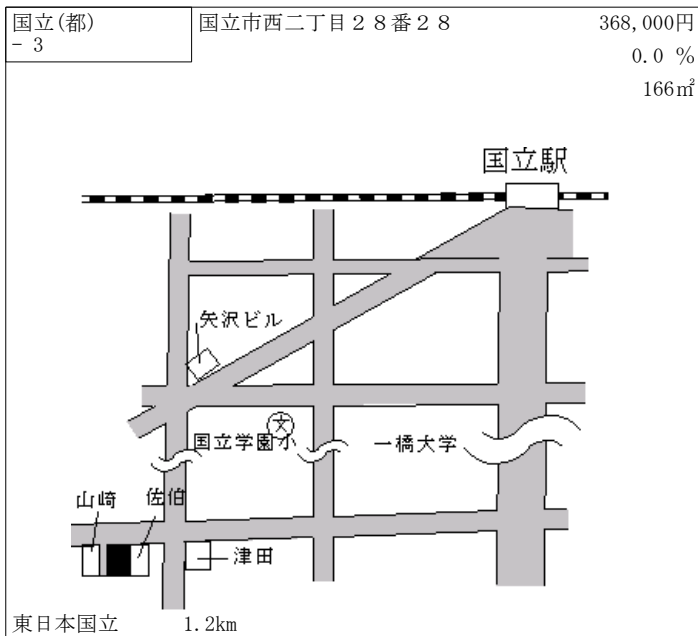 国立(都) 国立市西二丁目２８番２８ 368,000円
- 3
0.0 %
166㎡
国立駅
矢沢ビル
文
国立学園小
一橋大学
山崎 佐伯
津田
東日本国立 1.2km